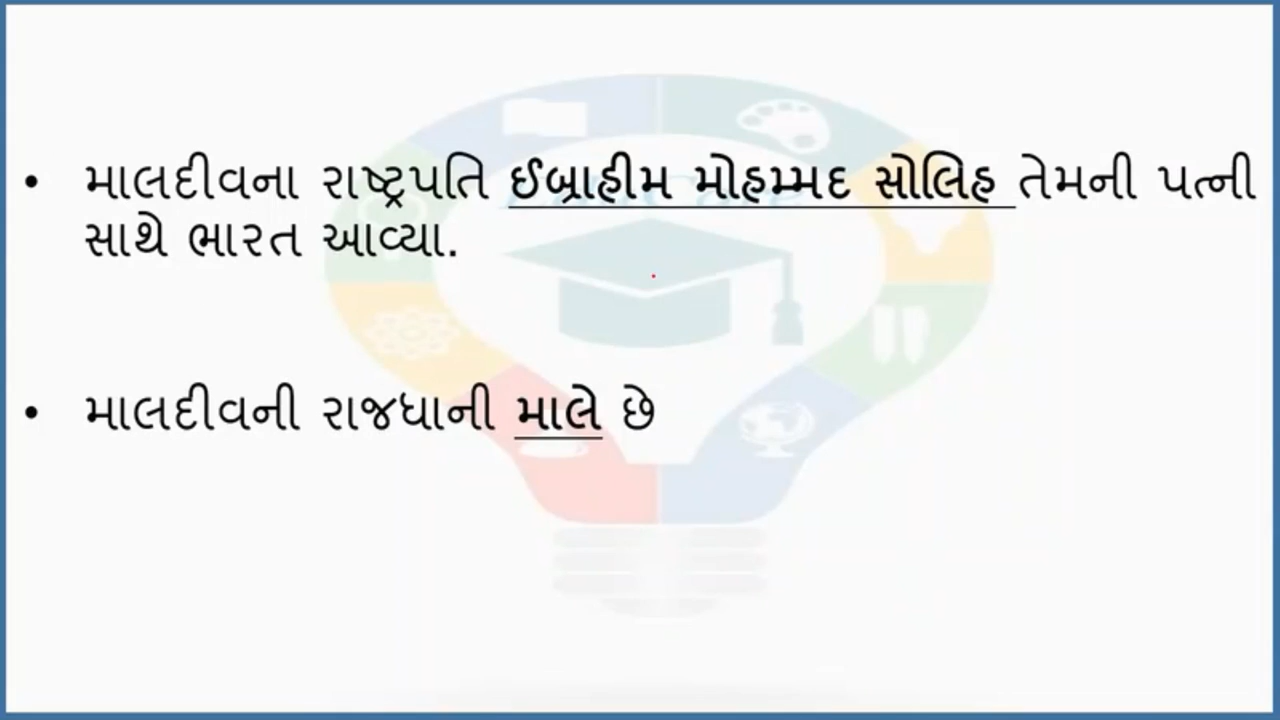 • માલદીવના રાષ્ટ્રપતિ ઈબ્રાહીમ મોહમ્મદ સોલિહ તેમની પત્ની
સાથે ભારત આવ્યા.
• માલદીવની રાજધાની માલે છે